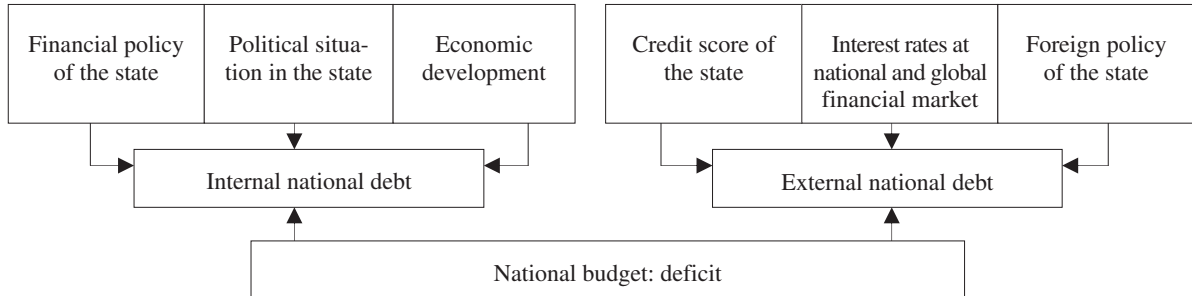 Financial policy
of the state
Political situa-
tion in the state
Economic
development
Credit score of
the state
Interest rates at
national and global
financial market
Foreign policy
of the state
Internal national debt
External national debt
National budget: deficit